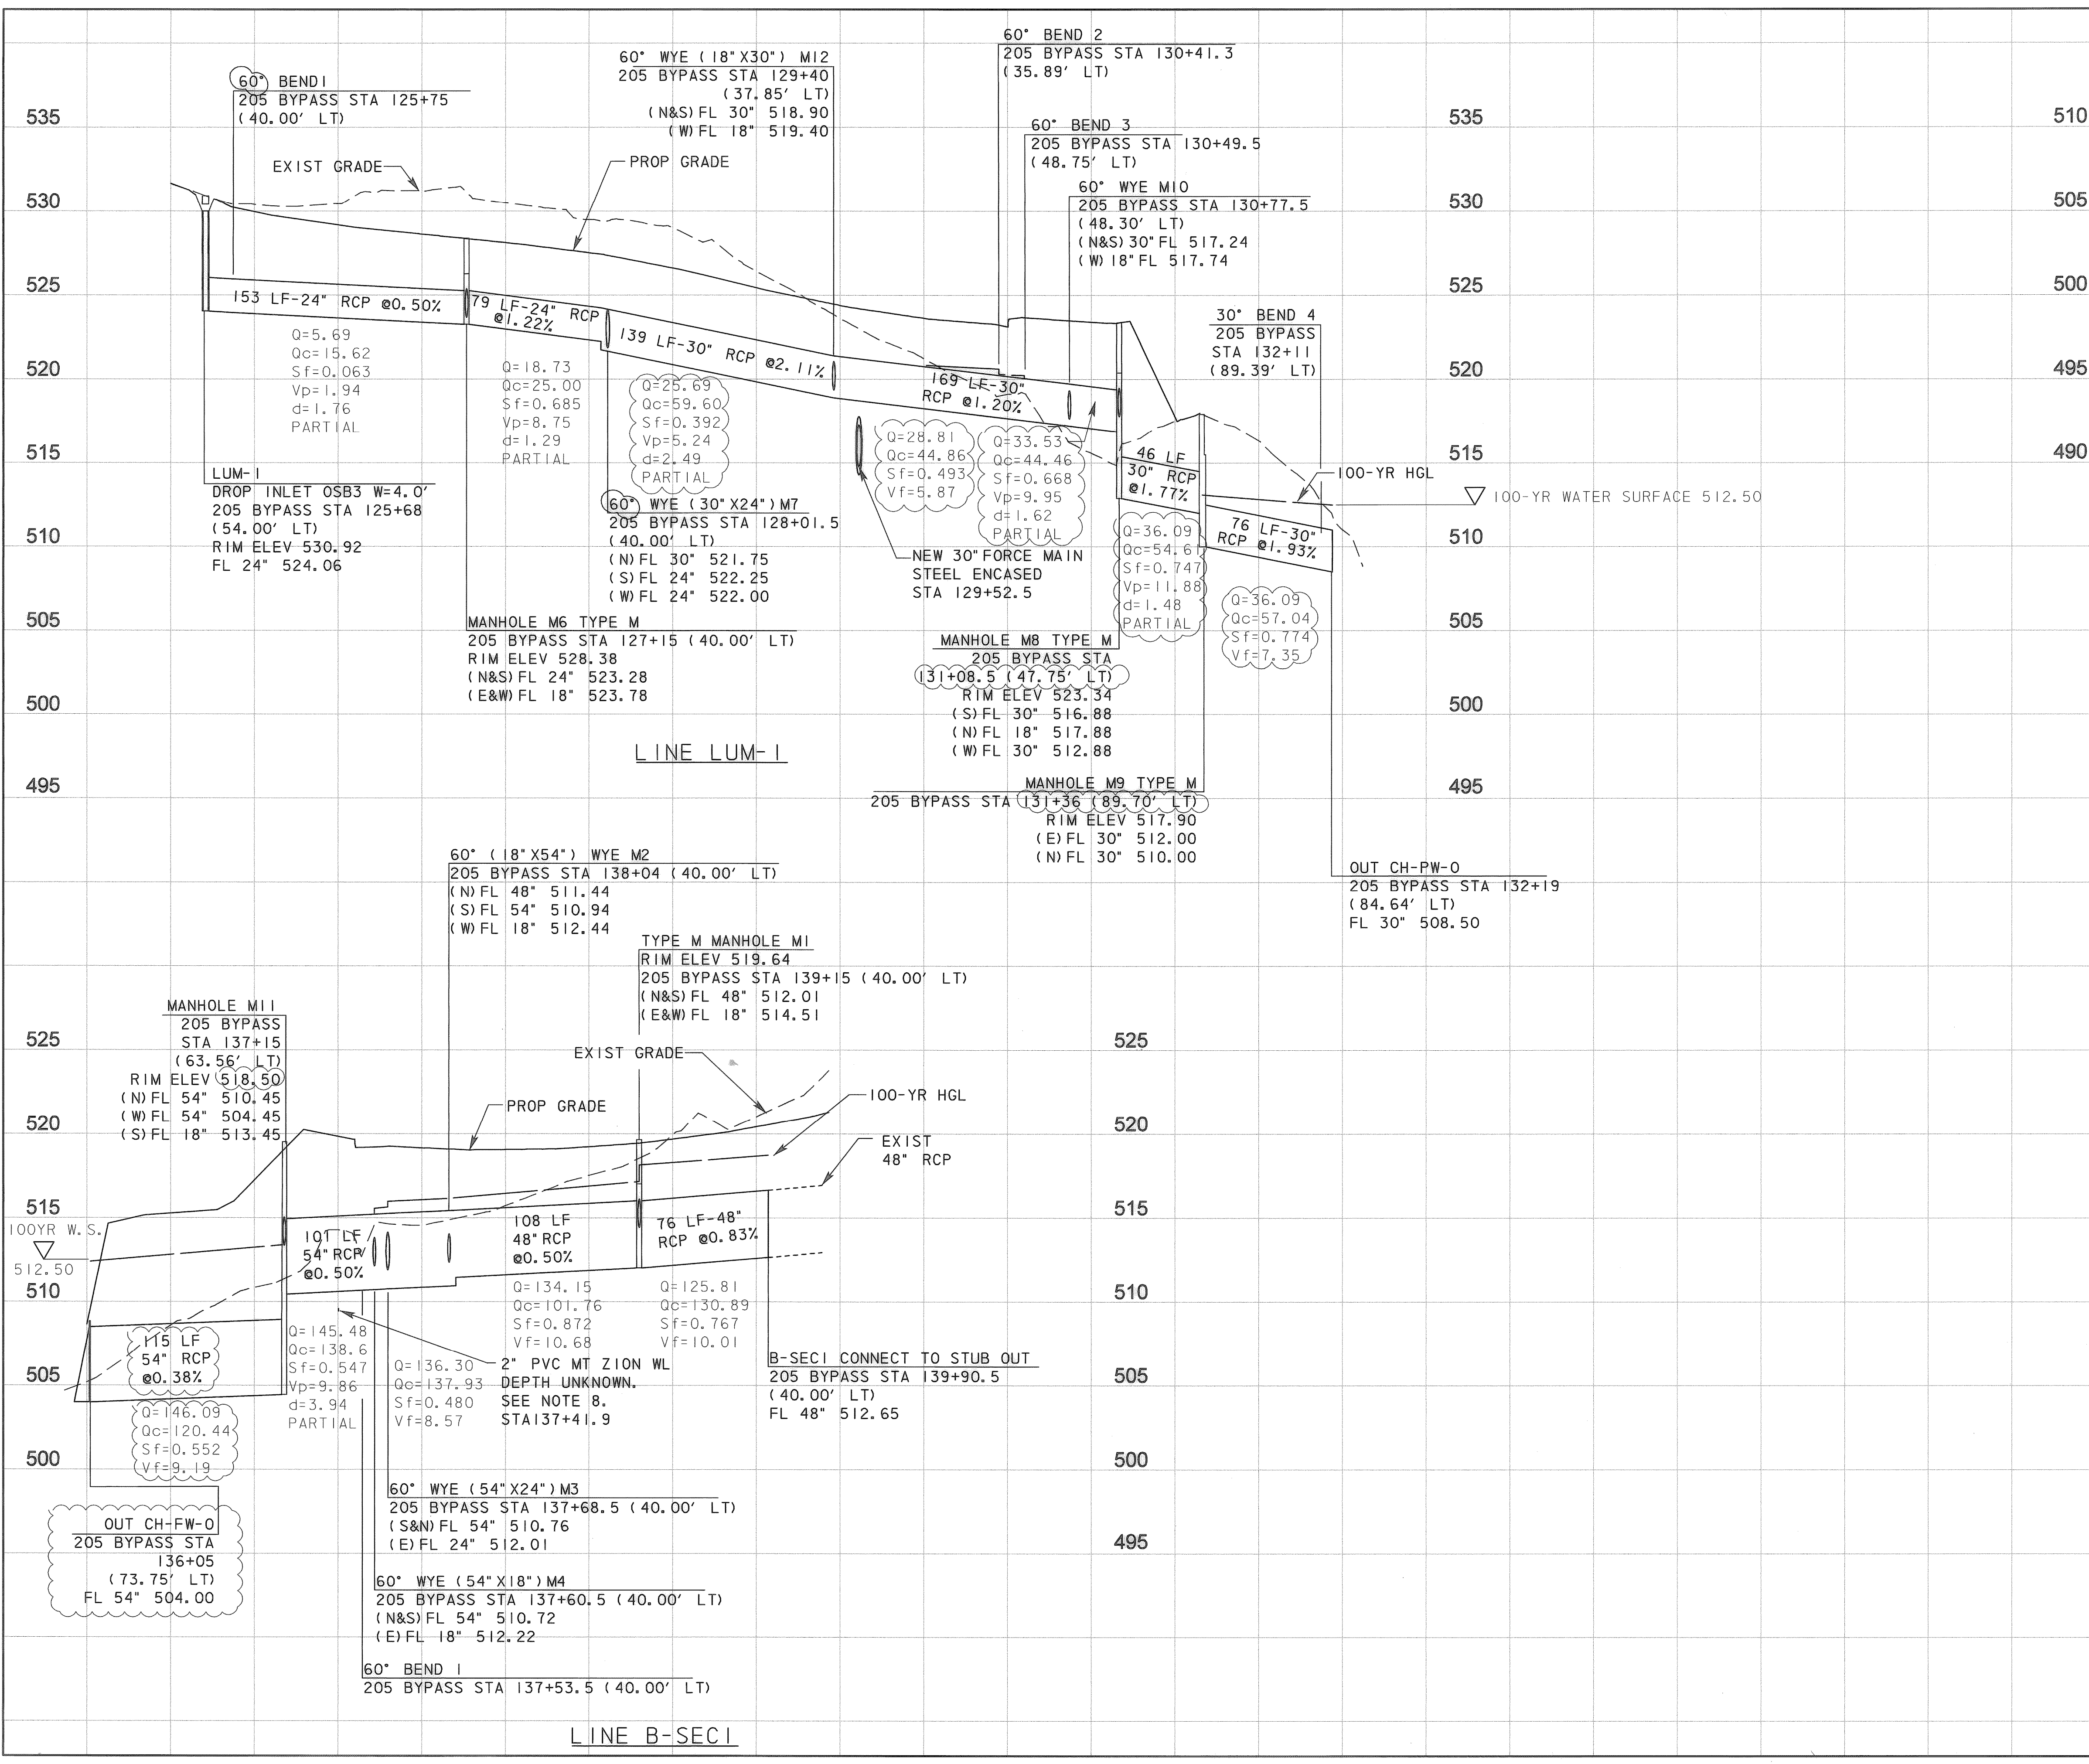 60° BEND 2
205 BYPASS STA 130+41.3
(35.89' LT)
60° WYE (18"X30") M12
205 BYPASS STA 129+40
(37.85' LT)
(N&S)FL 30" 518.90
(W)FL 18" 519.40
60° BEND1
205 BYPASS STA 125+75
(40.00' LT)
535
535
510
60° BEND 3
205 BYPASS STA 130+49.5
(48.75' LT)
EXIST GRADE
PROP GRADE
60° WYE M10
205 BYPASS STA 130+77.5
(48.30' LT)
(N&S)30"FL 517.24
(W)18"FL 517.74
530
530
505
525
525
500
153 LF-24" RCP @0.50%
79 LF-24" RCP
@1.22%
139 LF-30" RCP @2.11%
169 LF-30"
RCP @1.20%
30° BEND 4
205 BYPASS
STA 132+11
(89.39' LT)
520
520
495
Q=5.69
Qc=15.62
Sf=0.063
Vp=1.94
d=1.76
PARTIAL
Q=18.73
Qc=25.00
Sf=0.685
Vp=8.75
d=1.29
PARTIAL
Q=25.69
Qc=59.60
Sf=0.392
Vp=5.24
d=2.49
PARTIAL
Q=28.81
Qc=44.86
Sf=0.493
Vf=5.87
Q=33.53
Qc=44.46
Sf=0.668
Vp=9.95
d=1.62
PARTIAL
46 LF
30" RCP
@1.77%
515
515
490
100-YR HGL
100-YR WATER SURFACE 512.50
LUM-1
DROP INLET OSB3 W=4.0'
205 BYPASS STA 125+68
(54.00' LT)
RIM ELEV 530.92
FL 24" 524.06
60° WYE (30"X24")M7
205 BYPASS STA 128+01.5
(40.00' LT)
(N)FL 30" 521.75
(S)FL 24" 522.25
(W)FL 24" 522.00
NEW 30"FORCE MAIN
STEEL ENCASED
STA 129+52.5
Q=36.09
Qc=54.61
Sf=0.747
Vp=11.88
d=1.48
PARTIAL
76 LF-30"
RCP @1.93%
510
510
Q=36.09
Qc=57.04
Sf=0.774
Vf=7.35
505
505
MANHOLE M6 TYPE M
205 BYPASS STA 127+15 (40.00' LT)
RIM ELEV 528.38
(N&S)FL 24" 523.28
(E&W)FL 18" 523.78
MANHOLE M8 TYPE M
205 BYPASS STA
131+08.5 (47.75' LT)
RIM ELEV 523.34
(S)FL 30" 516.88
(N)FL 18" 517.88
(W)FL 30" 512.88
500
500
LINE LUM-1
495
495
MANHOLE M9 TYPE M
205 BYPASS STA 131+36 (89.70' LT)
RIM ELEV 517.90
(E)FL 30" 512.00
(N)FL 30" 510.00
OUT CH-PW-O
205 BYPASS STA 132+19
(84.64' LT)
FL 30" 508.50
60° (18"X54") WYE M2
205 BYPASS STA 138+04 (40.00' LT)
(N)FL 48" 511.44
(S)FL 54" 510.94
(W)FL 18" 512.44
TYPE M MANHOLE M1
RIM ELEV 519.64
205 BYPASS STA 139+15 (40.00' LT)
(N&S)FL 48" 512.01
(E&W)FL 18" 514.51
MANHOLE M11
205 BYPASS
STA 137+15
(63.56' LT)
RIM ELEV 518.50
(N)FL 54" 510.45
(W)FL 54" 504.45
(S)FL 18" 513.45
525
525
EXIST GRADE
PROP GRADE
100-YR HGL
520
520
EXIST
48" RCP
515
515
100YR W.S.
512.50
101 LF
54"RCP
@0.50%
108 LF
48"RCP
@0.50%
76 LF-48"
RCP @0.83%
510
510
Q=134.15
Qc=101.76
Sf=0.872
Vf=10.68
Q=125.81
Qc=130.89
Sf=0.767
Vf=10.01
115 LF
54" RCP
@0.38%
Q=145.48
Qc=138.6
Sf=0.547
Vp=9.86
d=3.94
PARTIAL
Q=136.30
Qc=137.93
Sf=0.480
Vf=8.57
2" PVC MT ZION WL
DEPTH UNKNOWN.
SEE NOTE 8.
STA137+41.9
B-SEC1 CONNECT TO STUB OUT
205 BYPASS STA 139+90.5
(40.00' LT)
FL 48" 512.65
505
505
Q=146.09
Qc=120.44
Sf=0.552
Vf=9.19
500
500
60° WYE (54"X24")M3
205 BYPASS STA 137+68.5 (40.00' LT)
(S&N)FL 54" 510.76
(E)FL 24" 512.01
OUT CH-FW-O
205 BYPASS STA
136+05
(73.75' LT)
FL 54" 504.00
495
60° WYE (54"X18")M4
205 BYPASS STA 137+60.5 (40.00' LT)
(N&S)FL 54" 510.72
(E)FL 18" 512.22
60° BEND 1
205 BYPASS STA 137+53.5 (40.00' LT)
LINE B-SEC1